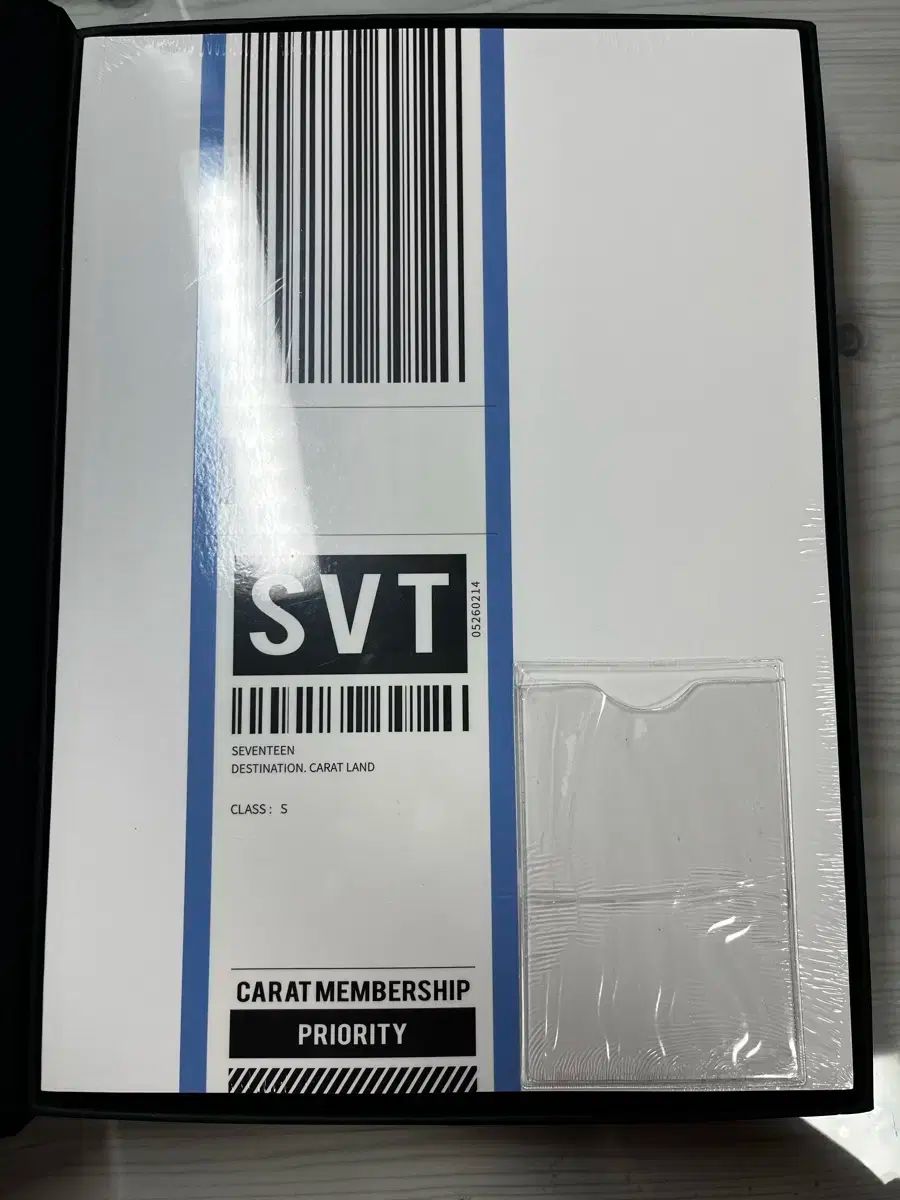 SVT
05260214
SEVENTEEN
DESTINATION. CARAT LAND
CLASS : S
CARAT MEMBERSHIP
PRIORITY